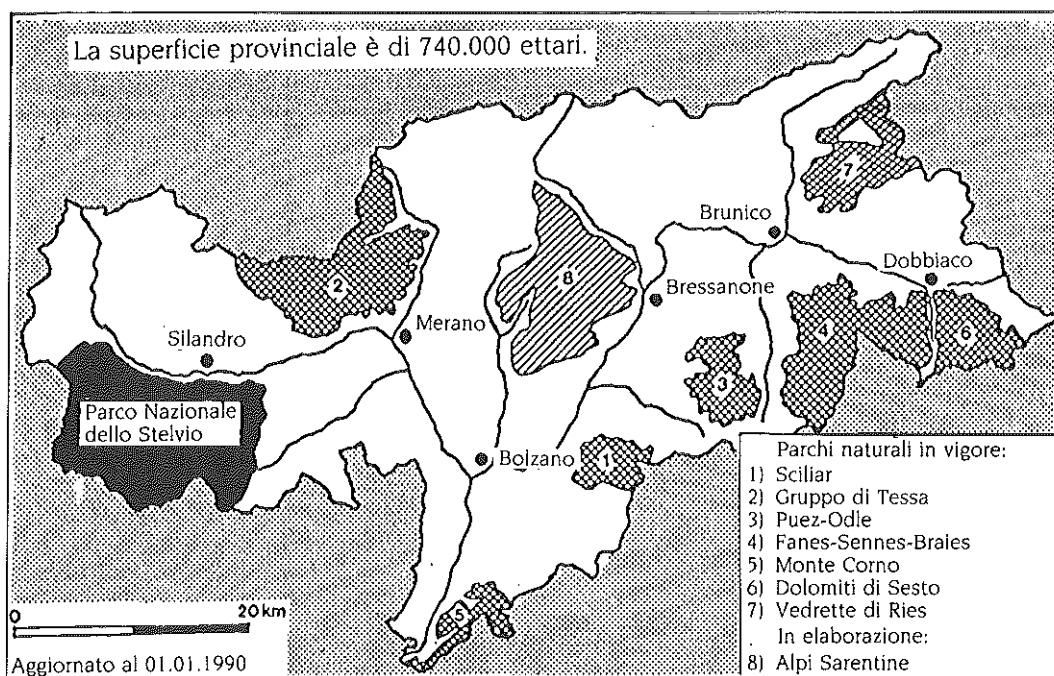 La superficie provinciale è di 740.000 ettari.
7
Brunico
Dobbiaco
2
8
Bressanone
Merano
4
6
Silandro
3
Parco Nazionale
dello Stelvio
Bolzano
1
5
Parchi naturali in vigore:
1) Sciliar
2) Gruppo di Tessa
3) Puez-Odle
4) Fanes-Sennes-Braies
5) Monte Corno
6) Dolomiti di Sesto
7) Vedrette di Ries
. In elaborazione:
8) Alpi Sarentine
0 20 km
Aggiornato al 01.01.1990